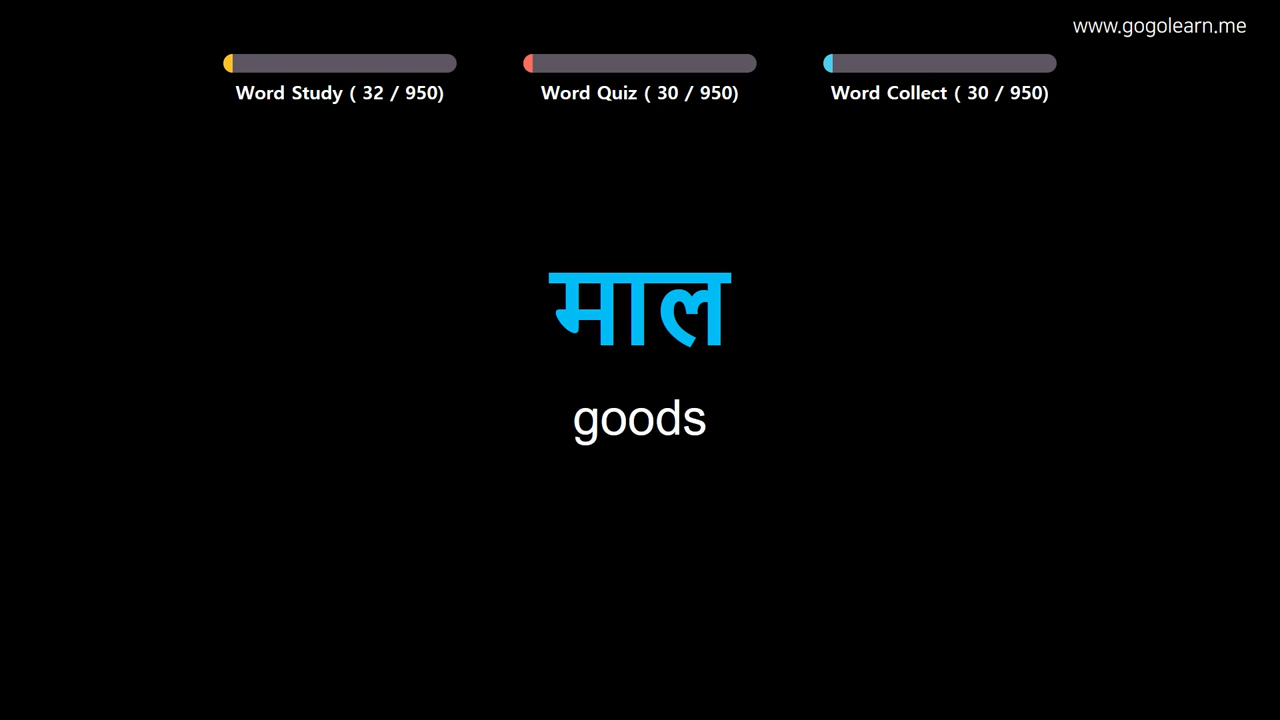 www.gogolearn.me
Word Study ( 32 / 950)
Word Quiz ( 30 / 950)
Word Collect ( 30 / 950)
माल
goods